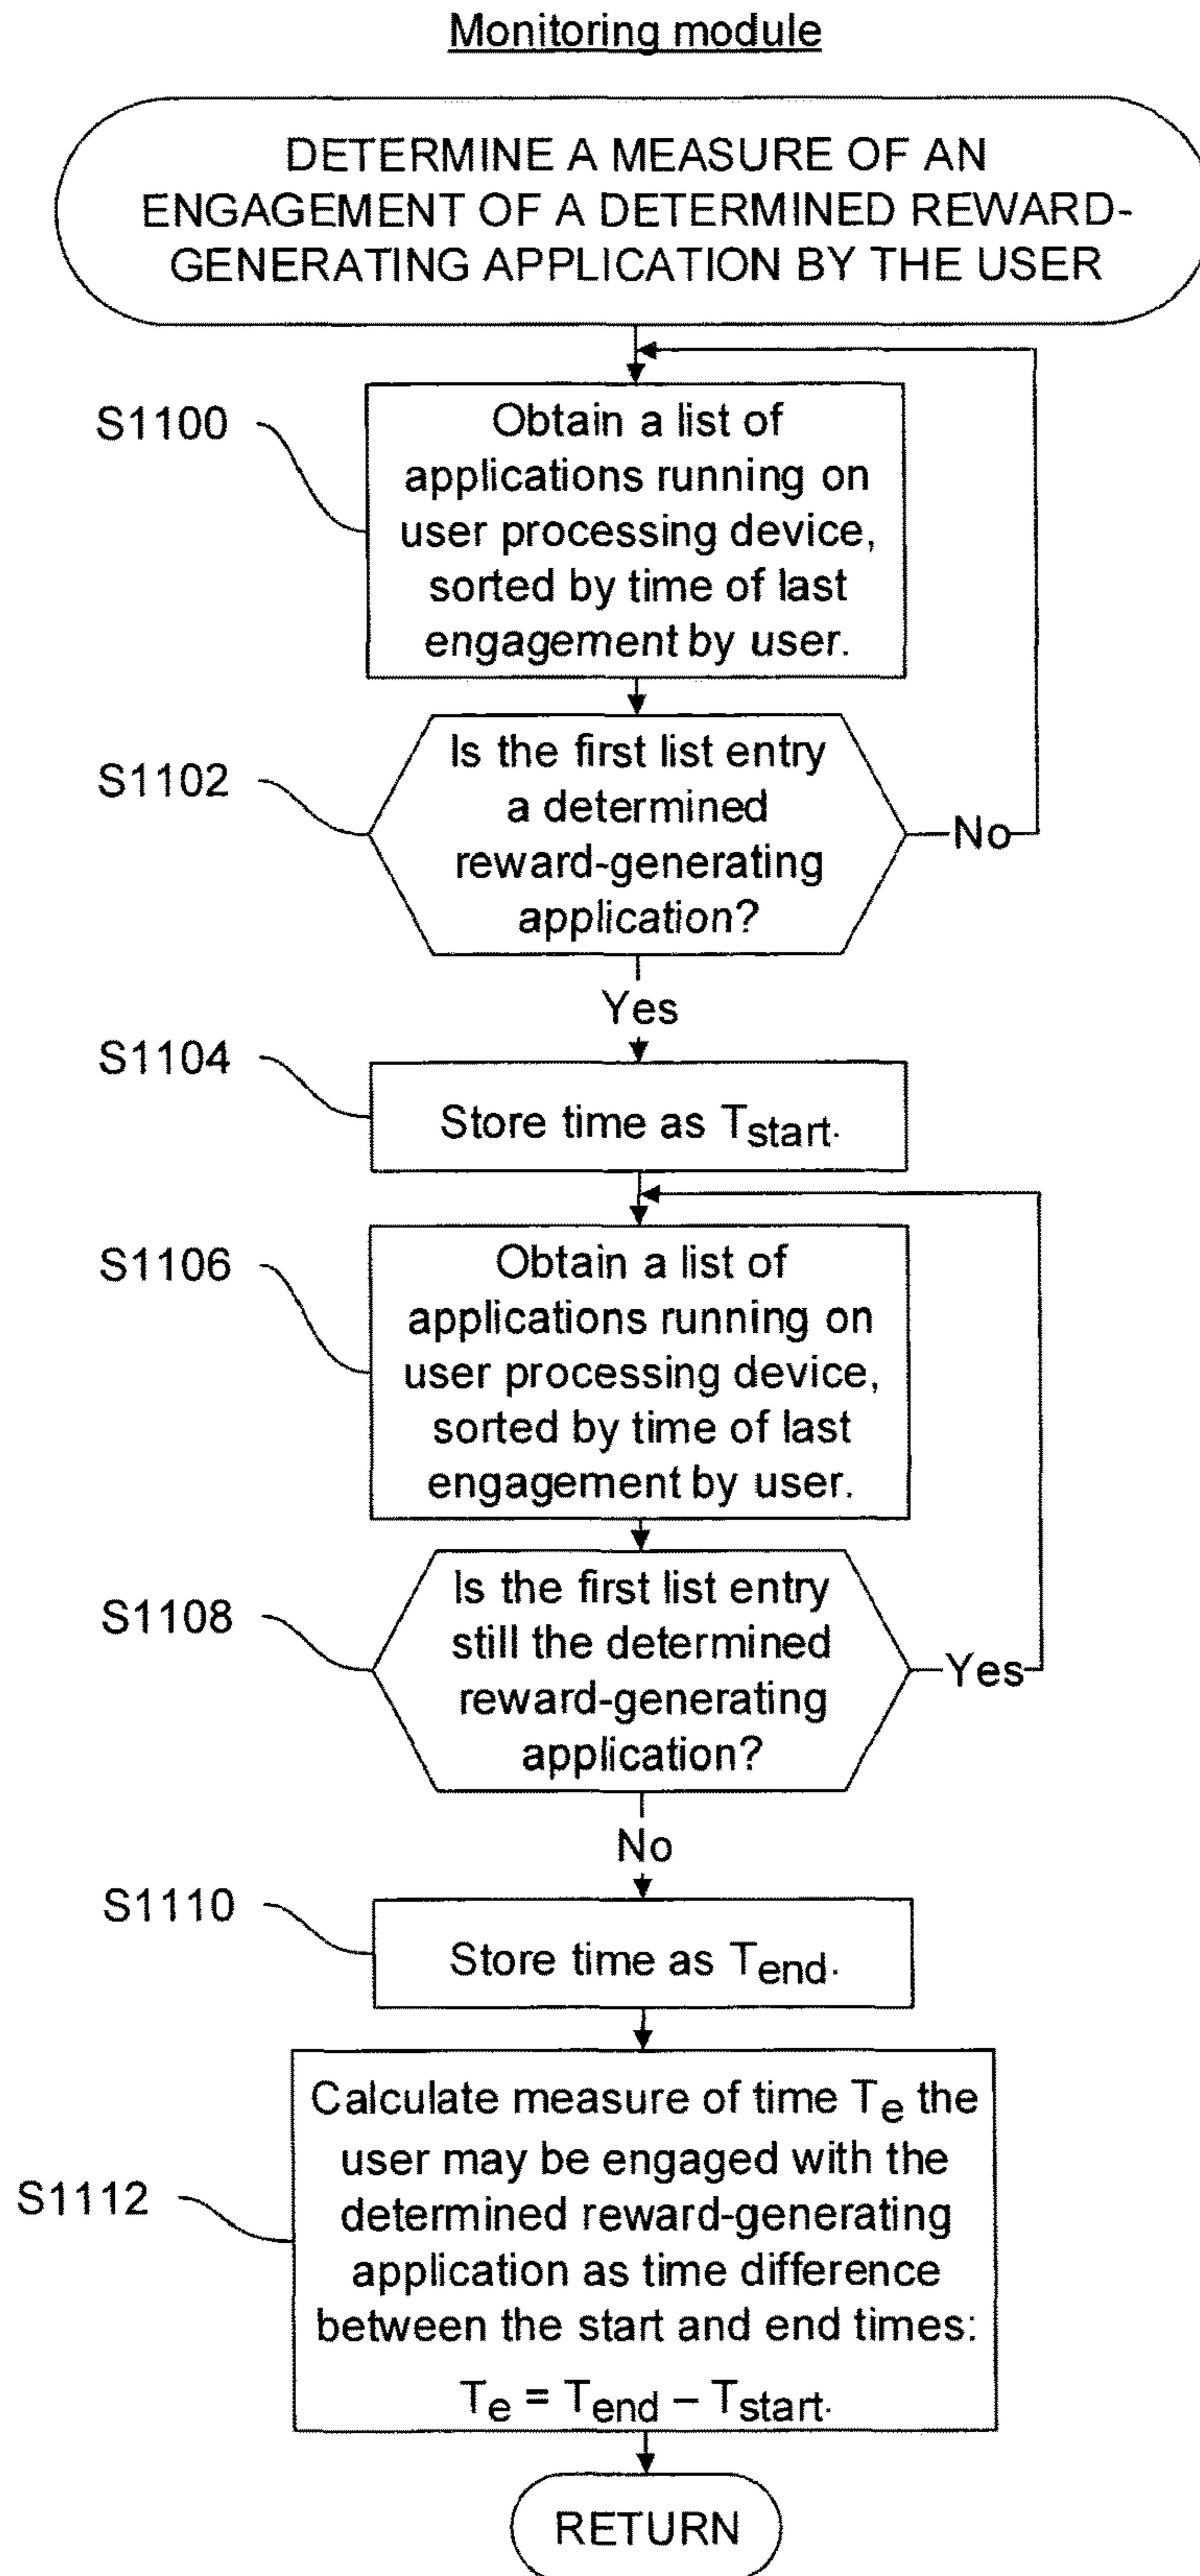 Monitoring module
DETERMINE A MEASURE OF AN
ENGAGEMENT OF A DETERMINED REWARD-
GENERATING APPLICATION BY THE USER
S1100
Obtain a list of
applications running on
user processing device,
sorted by time of last
engagement by user.
S1102
Is the first list entry
a determined
reward-generating
application?
No
Yes
S1104
Store time as Tstart.
S1106
Obtain a list of
applications running on
user processing device,
sorted by time of last
engagement by user.
S1108
Is the first list entry
still the determined
reward-generating
application?
Yes
No
S1110
Store time as Tend.
S1112
Calculate measure of time Te the
user may be engaged with the
determined reward-generating
application as time difference
between the start and end times:
Te = Tend – Tstart.
RETURN